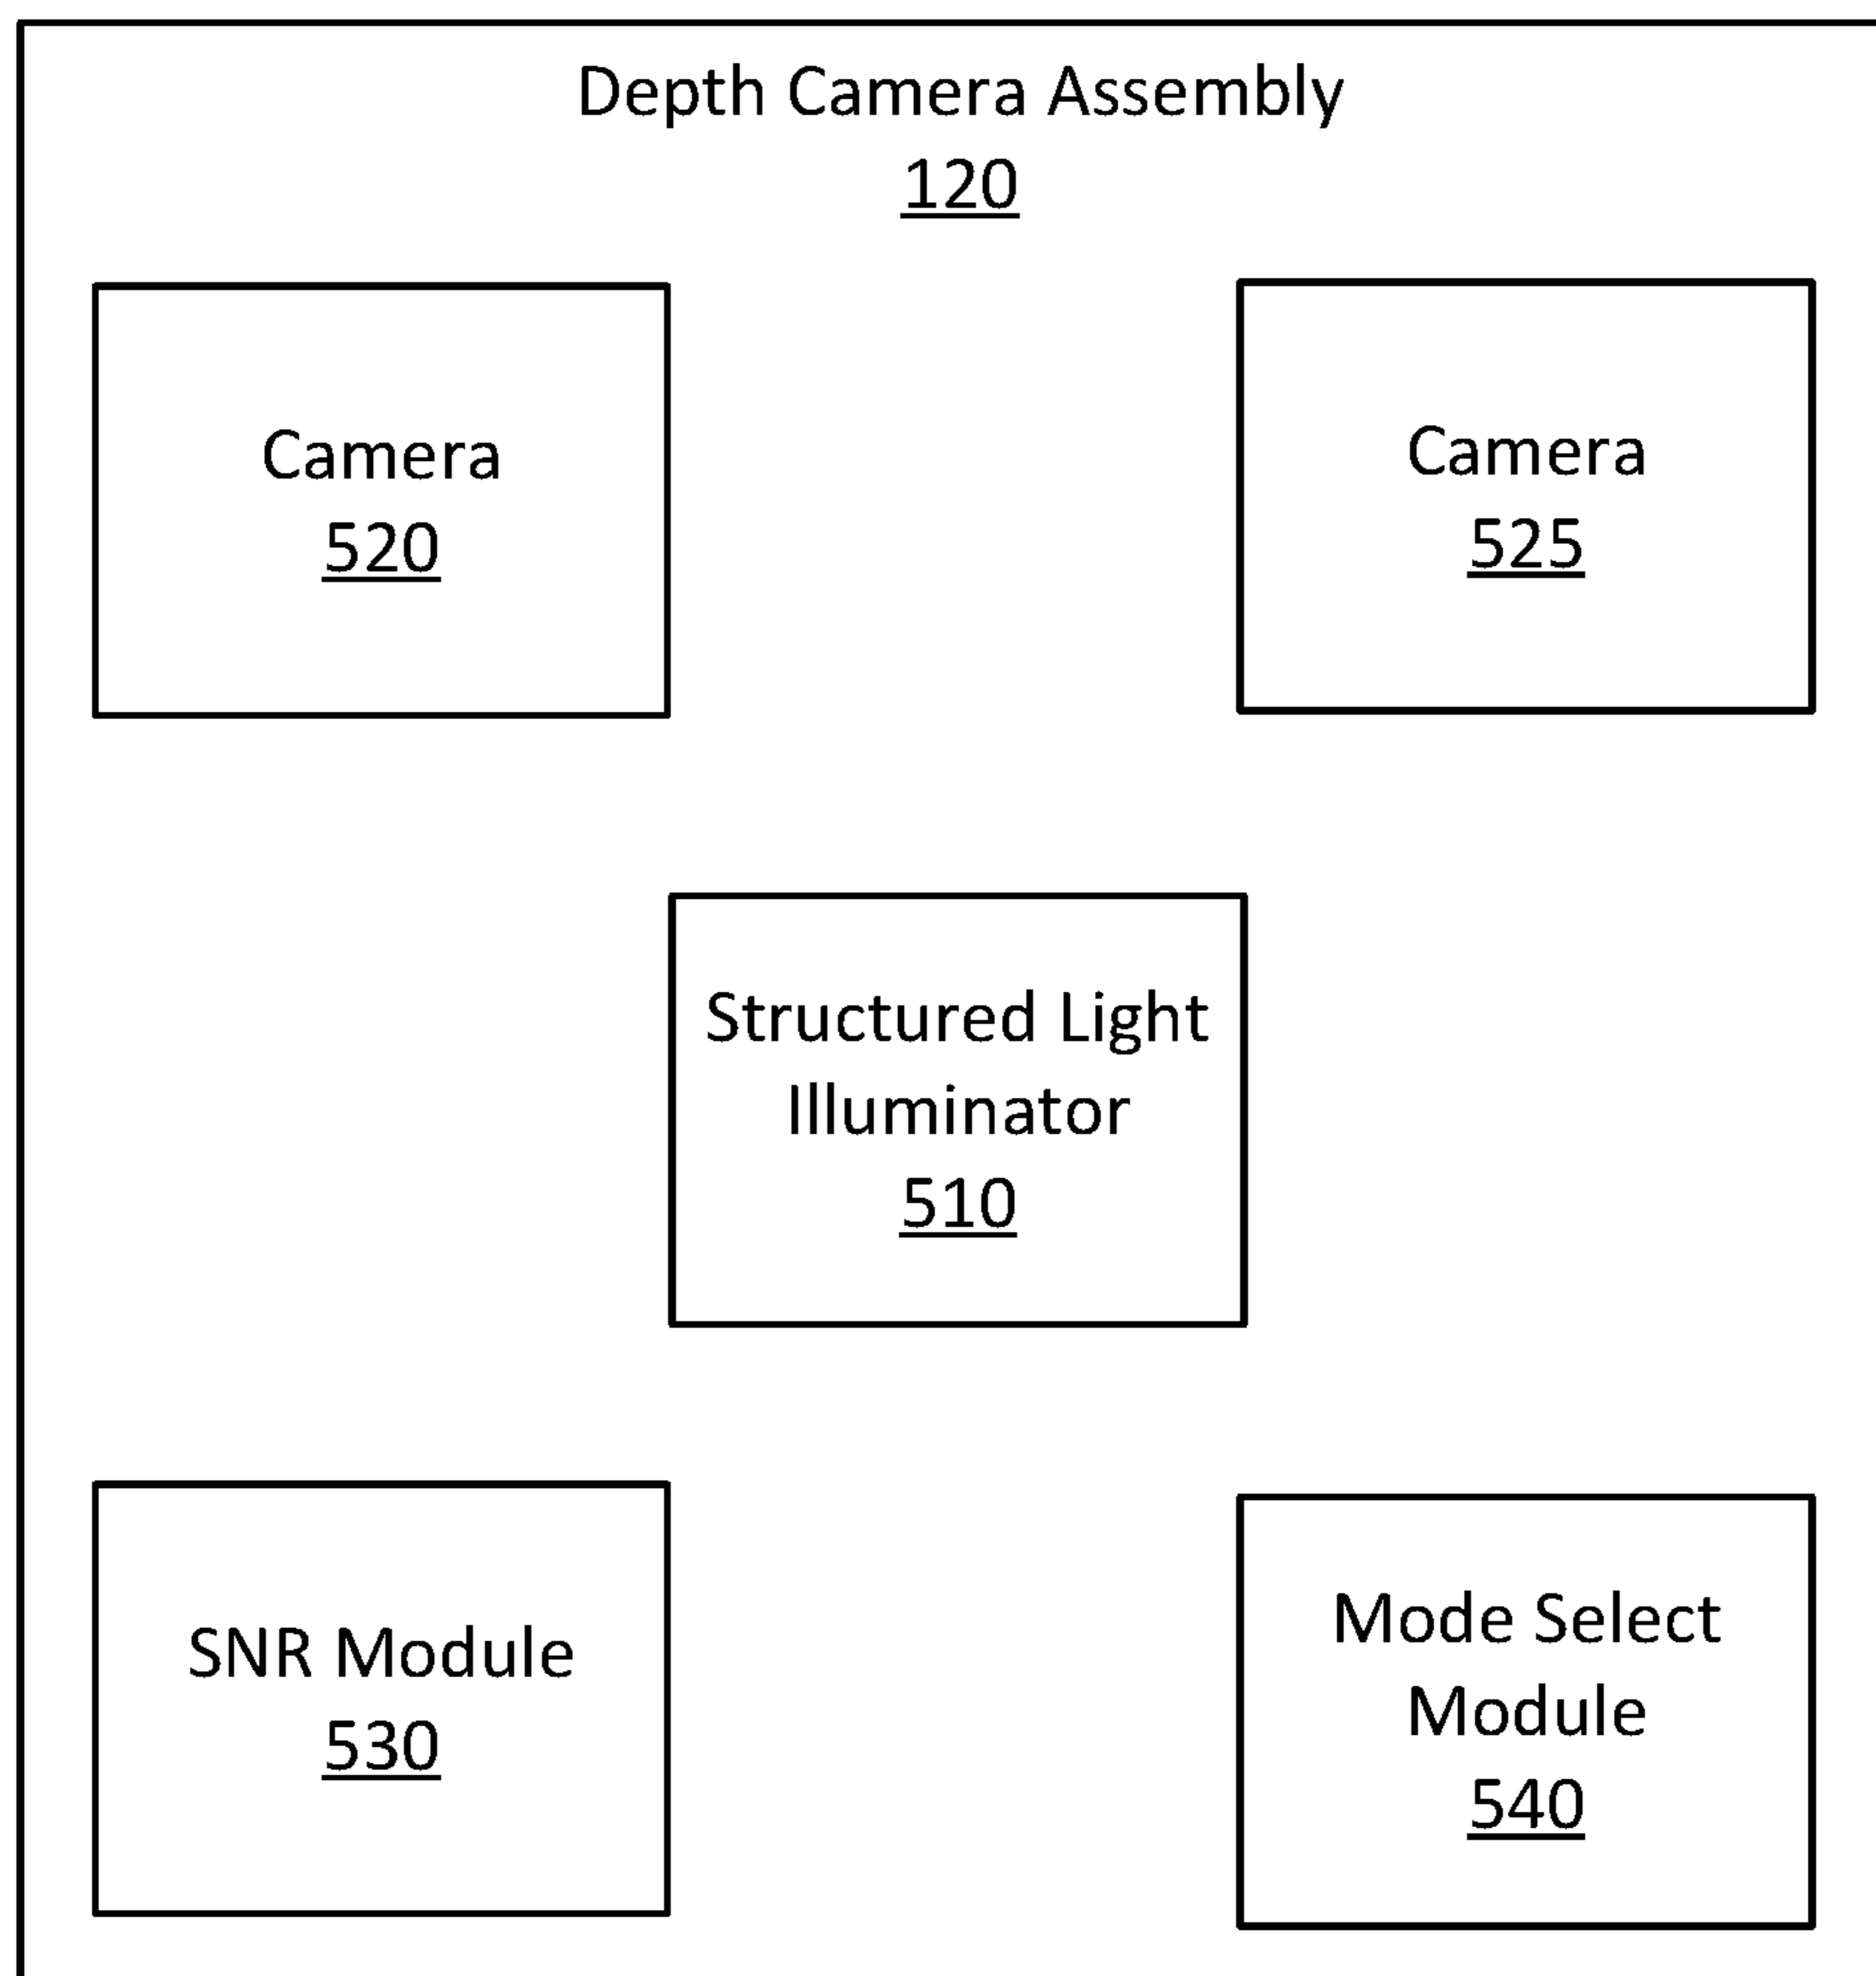 Depth Camera Assembly
120
Camera
520
Camera
525
Structured Light
Illuminator
510
SNR Module
530
Mode Select
Module
540